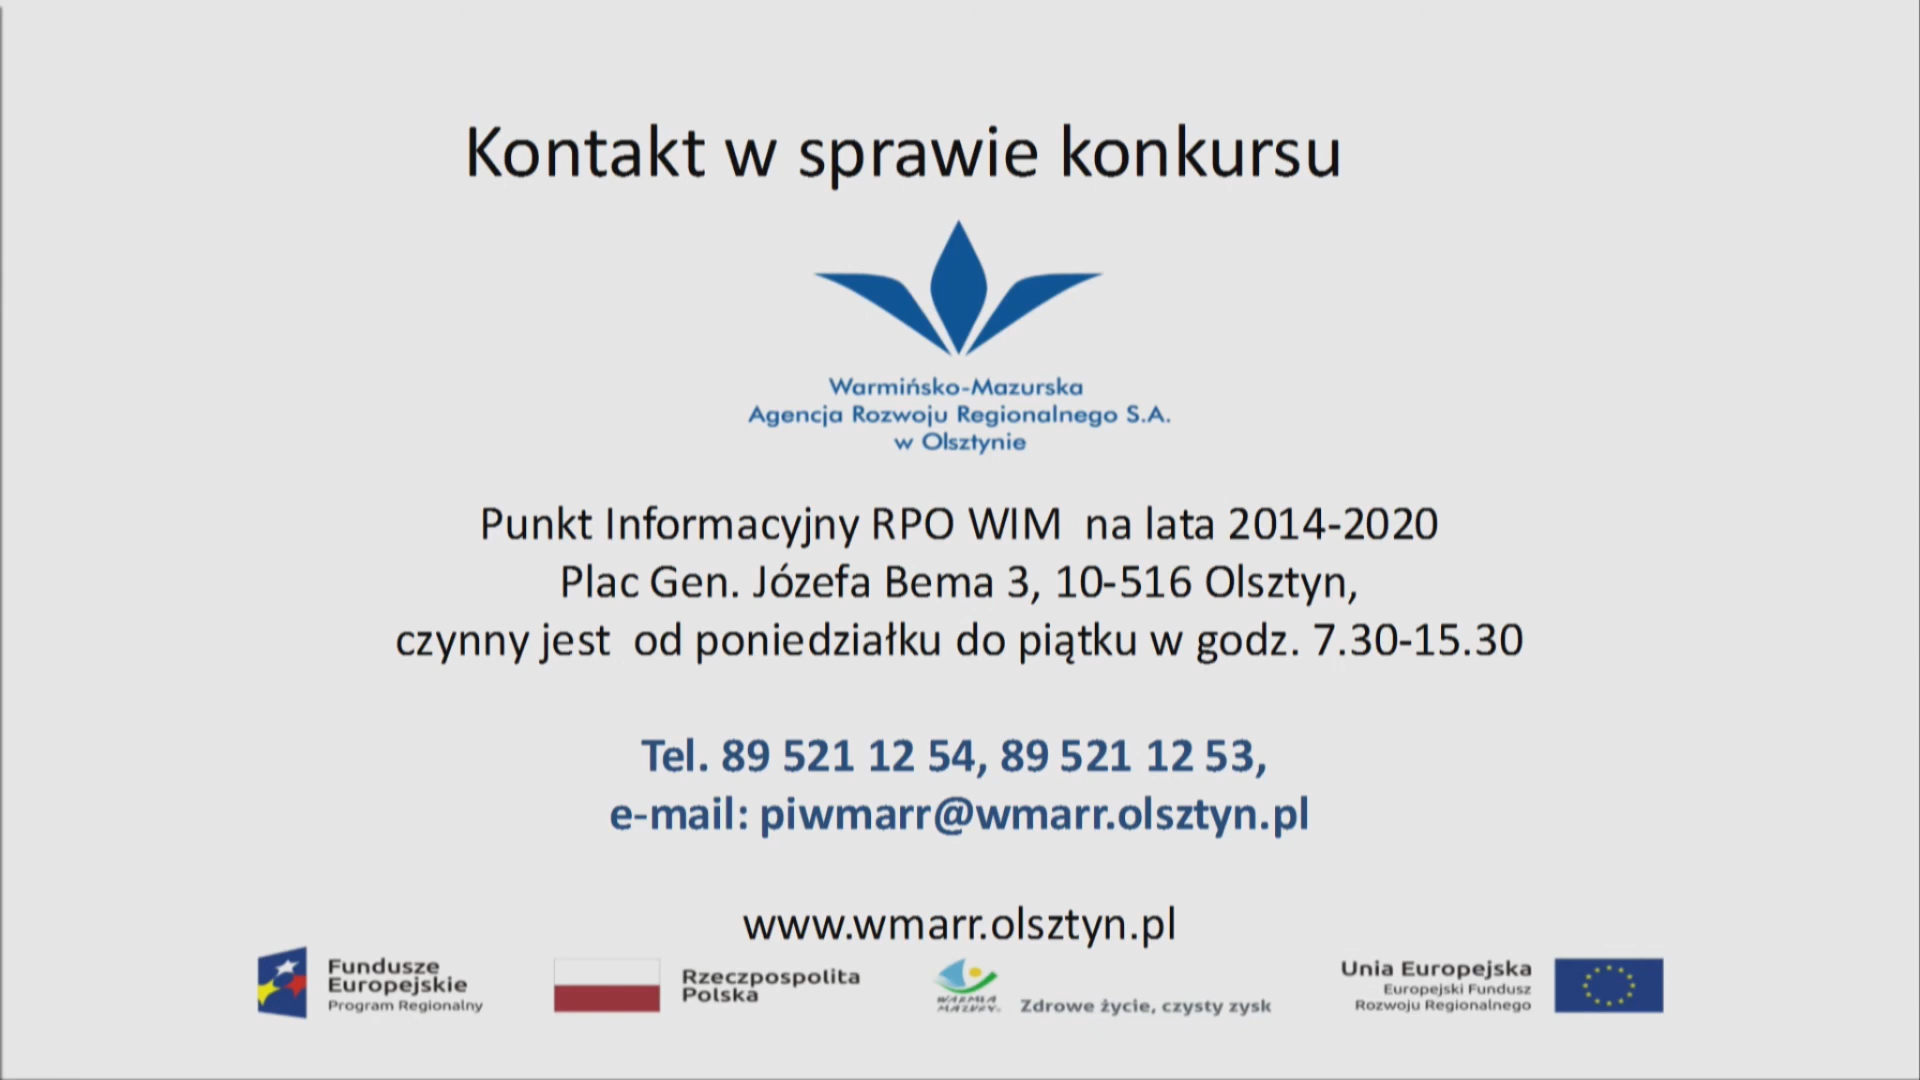 Kontakt w sprawie konkursu
Warmińsko-Mazurska
Agencja Rozwoju Regionalnego S.A.
w Olsztynie
Punkt Informacyjny RPO WIM na lata 2014-2020
Plac Gen. Józefa Bema 3, 10-516 Olsztyn,
czynny jest od poniedziałku do piątku w godz. 7.30-15.30
Tel. 89 521 12 54, 89 521 12 53,
e-mail: piwmarr@wmarr.olsztyn.pl
www.wmarr.olsztyn.pl
Fundusze
Europejskie
Program Regionalny
Rzeczpospolita
Polska
WARMIA
MAZURY
Zdrowe życie, czysty zysk
Unia Europejska
Europejski Fundusz
Rozwoju Regionalnego